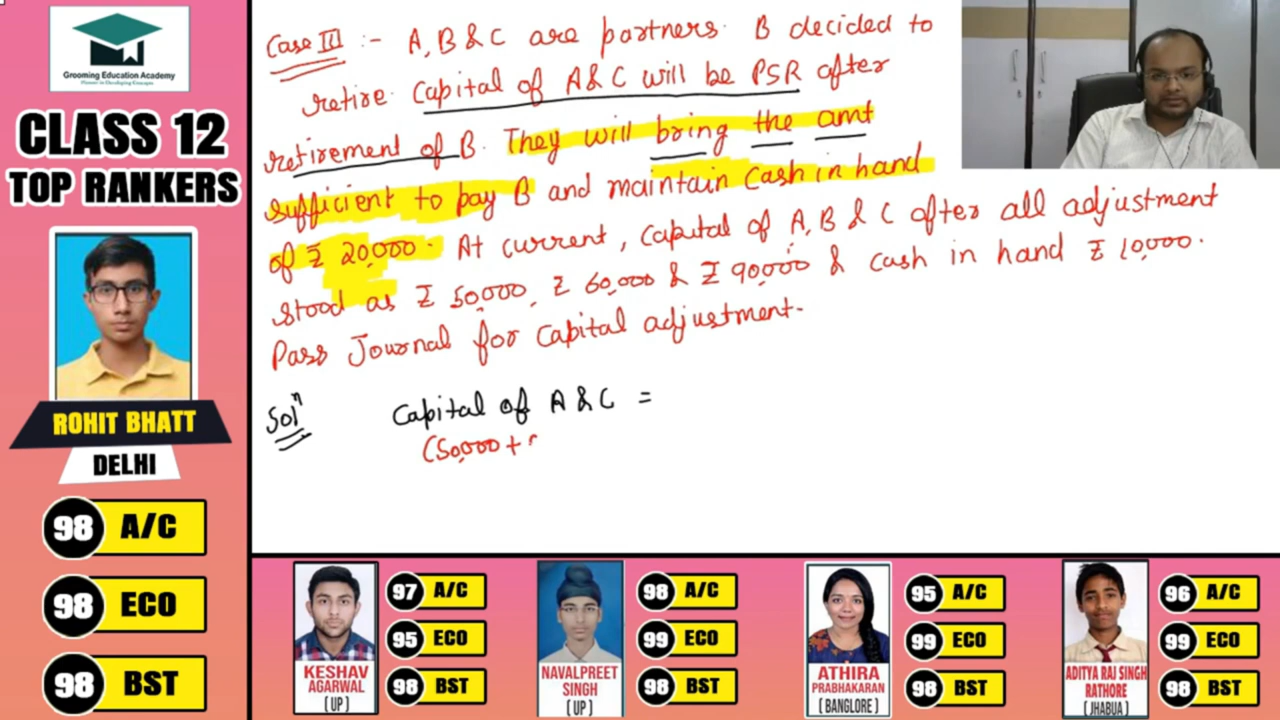 Grooming Education Academy
Pioneer in Developing Concepts
CLASS 12
TOP RANKERS
ROHIT BHATT
DELHI
98 A/C
98 ECO
98 BST
Case III :- A, B & C are partners. B decided to
retire. Capital of A & C will be PSR after
retirement of B. They will bring the amt
sufficient to pay B and maintain cash in hand
of ₹ 20,000. At current, capital of A, B & C after all adjustment
stood as ₹ 50,000, ₹ 60,000 & ₹ 90,000 & cash in hand ₹ 10,000.
Pass Journal for capital adjustment.
Solⁿ Capital of A & C =
(50,000 +
KESHAV
AGARWAL
(UP)
97 A/C
95 ECO
98 BST
NAVALPREET
SINGH
(UP)
98 A/C
99 ECO
98 BST
ATHIRA
PRABHAKARAN
(BANGLORE)
95 A/C
99 ECO
98 BST
ADITYA RAJ SINGH
RATHORE
(JHABUA)
96 A/C
99 ECO
98 BST